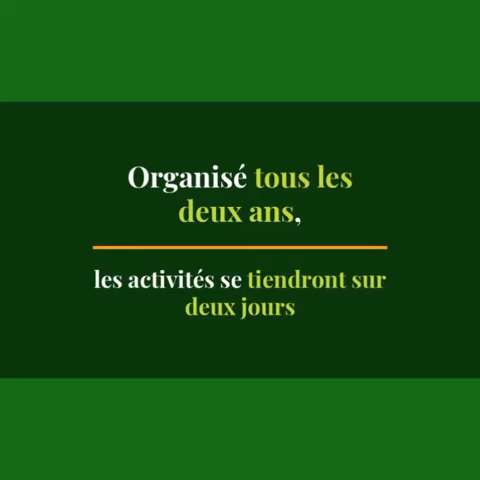 Organisé tous les
deux ans,
les activités se tiendront sur
deux jours